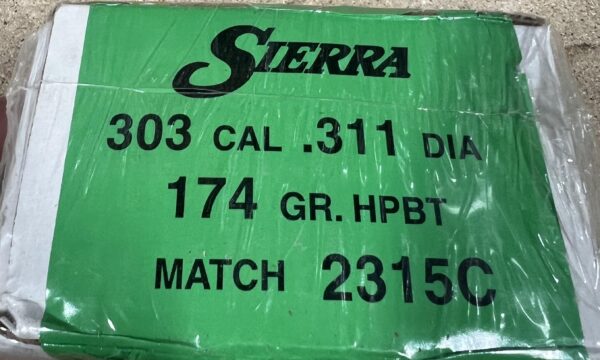 SIERRA
303 CAL .311 DIA
174 GR. HPBT
MATCH 2315C